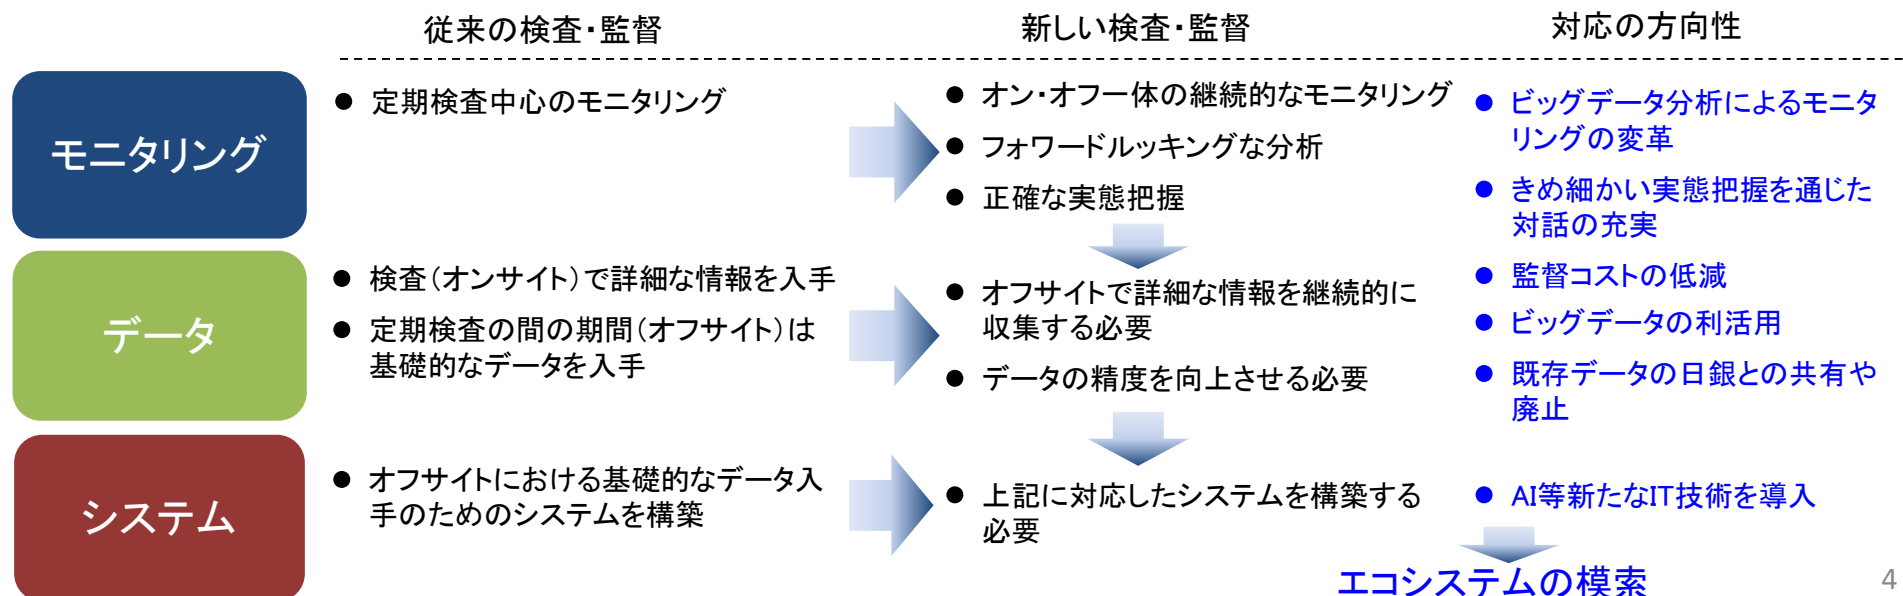 従来の検査・監督
新しい検査・監督
対応の方向性
モニタリング
● 定期検査中心のモニタリング
● オン・オフ一体の継続的なモニタリング
● フォワードルッキングな分析
● 正確な実態把握
● ビッグデータ分析によるモニタ
リングの変革
● きめ細かい実態把握を通じた
対話の充実
データ
● 検査（オンサイト）で詳細な情報を入手
● 定期検査の間の期間（オフサイト）は
基礎的なデータを入手
● オフサイトで詳細な情報を継続的に
収集する必要
● データの精度を向上させる必要
● 監督コストの低減
● ビッグデータの利活用
● 既存データの日銀との共有や
廃止
システム
● オフサイトにおける基礎的なデータ入
手のためのシステムを構築
● 上記に対応したシステムを構築する
必要
● AI等新たなIT技術を導入
エコシステムの模索
4